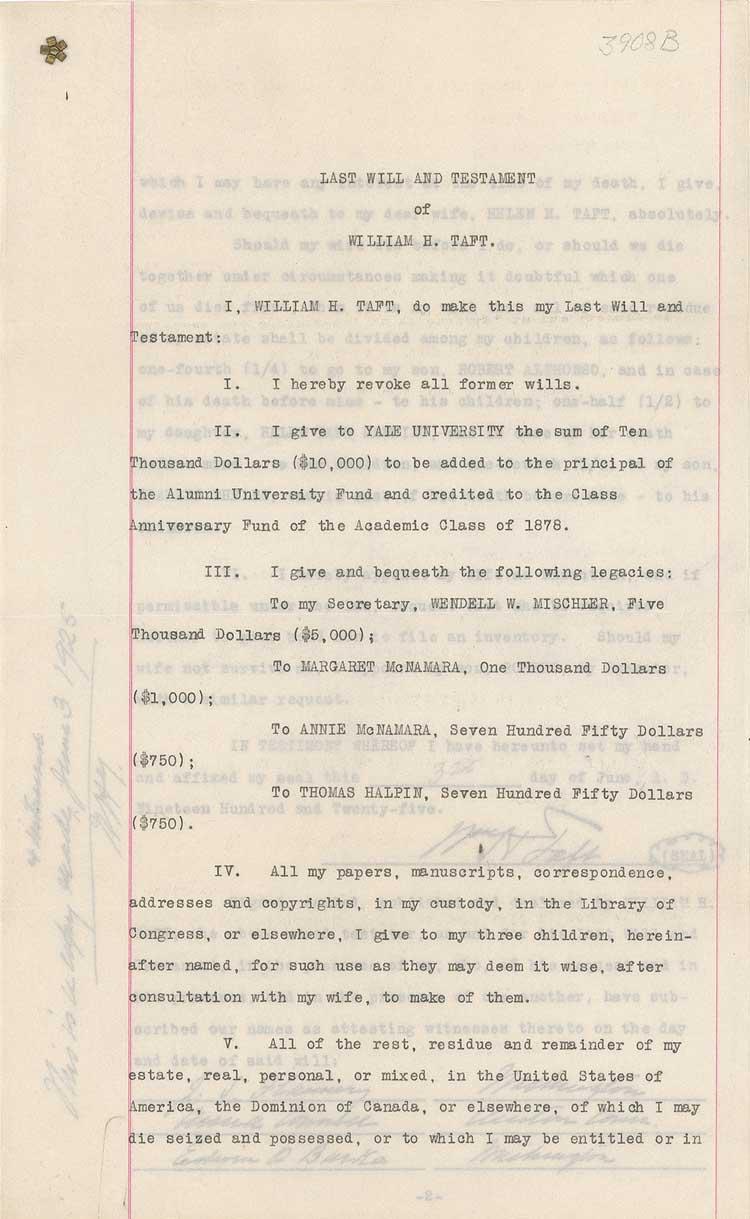 3908B
LAST WILL AND TESTAMENT
of
WILLIAM H. TAFT.
I, WILLIAM H. TAFT, do make this my Last Will and
Testament:
I. I hereby revoke all former wills.
II. I give to YALE UNIVERSITY the sum of Ten
Thousand Dollars ($10,000) to be added to the principal of
the Alumni University Fund and credited to the Class
Anniversary Fund of the Academic Class of 1878.
III. I give and bequeath the following legacies:
To my Secretary, WENDELL W. MISCHLER, Five
Thousand Dollars ($5,000);
To MARGARET McNAMARA, One Thousand Dollars
($1,000);
To ANNIE McNAMARA, Seven Hundred Fifty Dollars
($750);
To THOMAS HALPIN, Seven Hundred Fifty Dollars
($750).
IV. All my papers, manuscripts, correspondence,
addresses and copyrights, in my custody, in the Library of
Congress, or elsewhere, I give to my three children, herein-
after named, for such use as they may deem it wise, after
consultation with my wife, to make of them.
V. All of the rest, residue and remainder of my
estate, real, personal, or mixed, in the United States of
America, the Dominion of Canada, or elsewhere, of which I may
die seized and possessed, or to which I may be entitled or in